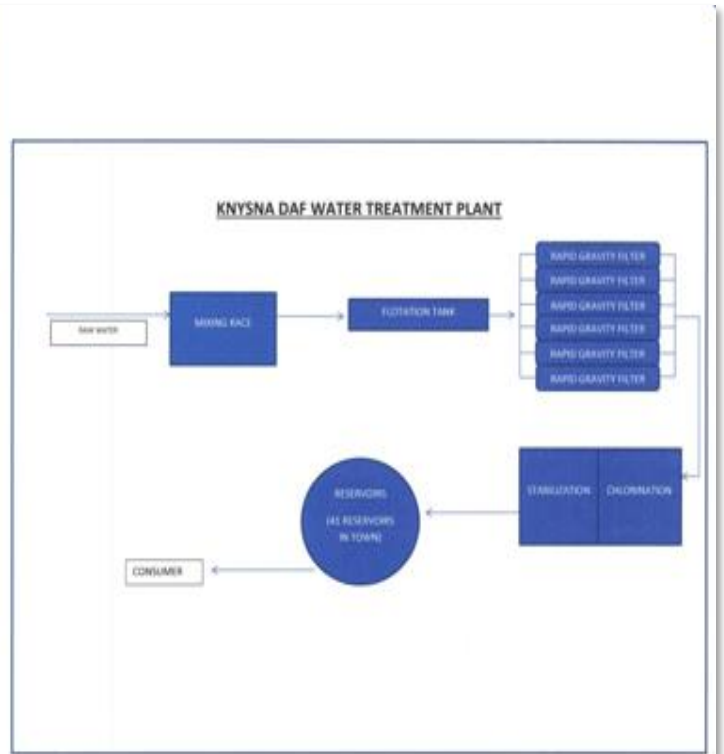 KNYSNA DAF WATER TREATMENT PLANT
RAW WATER
MIXING RACE
FLOTATION TANK
RAPID GRAVITY FILTER
RAPID GRAVITY FILTER
RAPID GRAVITY FILTER
RAPID GRAVITY FILTER
RAPID GRAVITY FILTER
RAPID GRAVITY FILTER
STABILIZATION
CHLORINATION
RESERVOIRS
(41 RESERVOIRS
IN TOWN)
CONSUMER